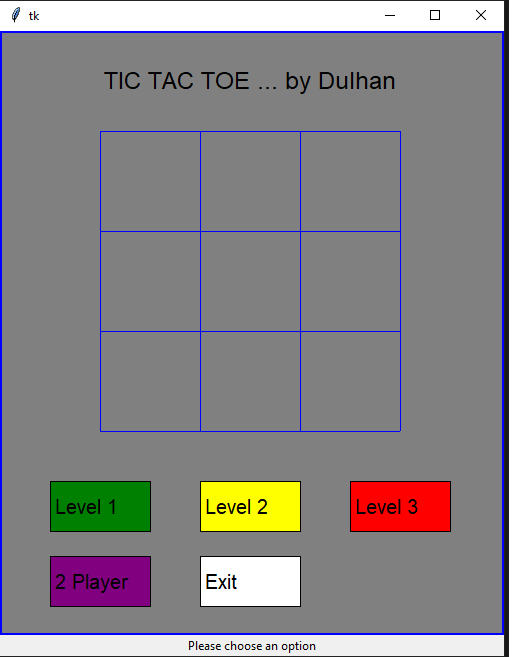 tk
TIC TAC TOE ... by Dulhan
Level 1
Level 2
Level 3
2 Player
Exit
Please choose an option